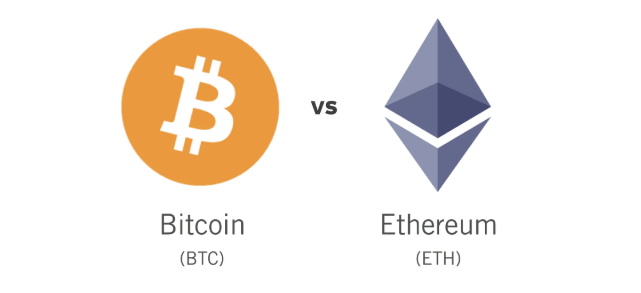 vs
Bitcoin
(BTC)
Ethereum
(ETH)